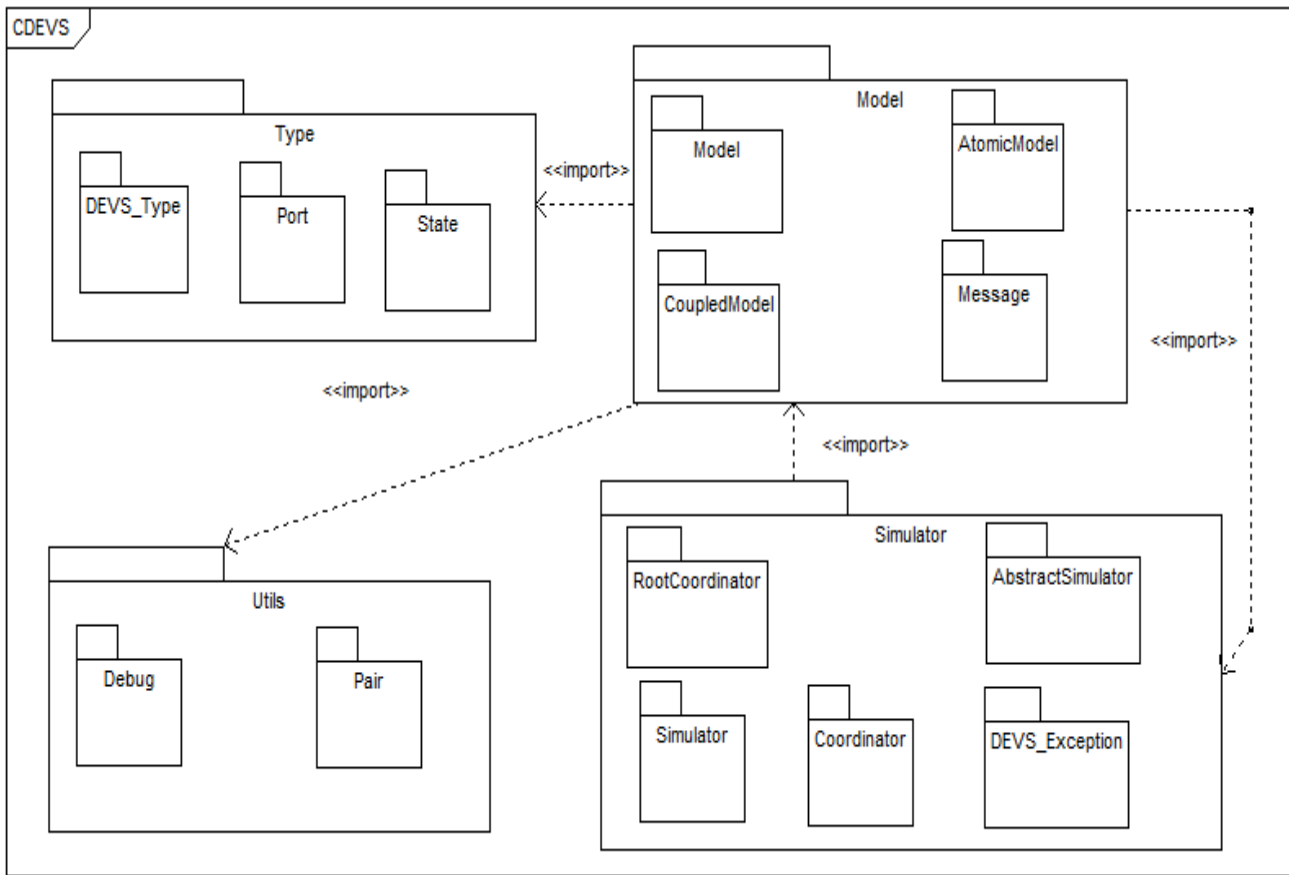 CDEVS
Model
Type
Model
AtomicModel
<<import>>
DEVS_Type
Port
State
CoupledModel
Message
<<import>>
<<import>>
<<import>>
Simulator
RootCoordinator
AbstractSimulator
Utils
Debug
Pair
Simulator
Coordinator
DEVS_Exception